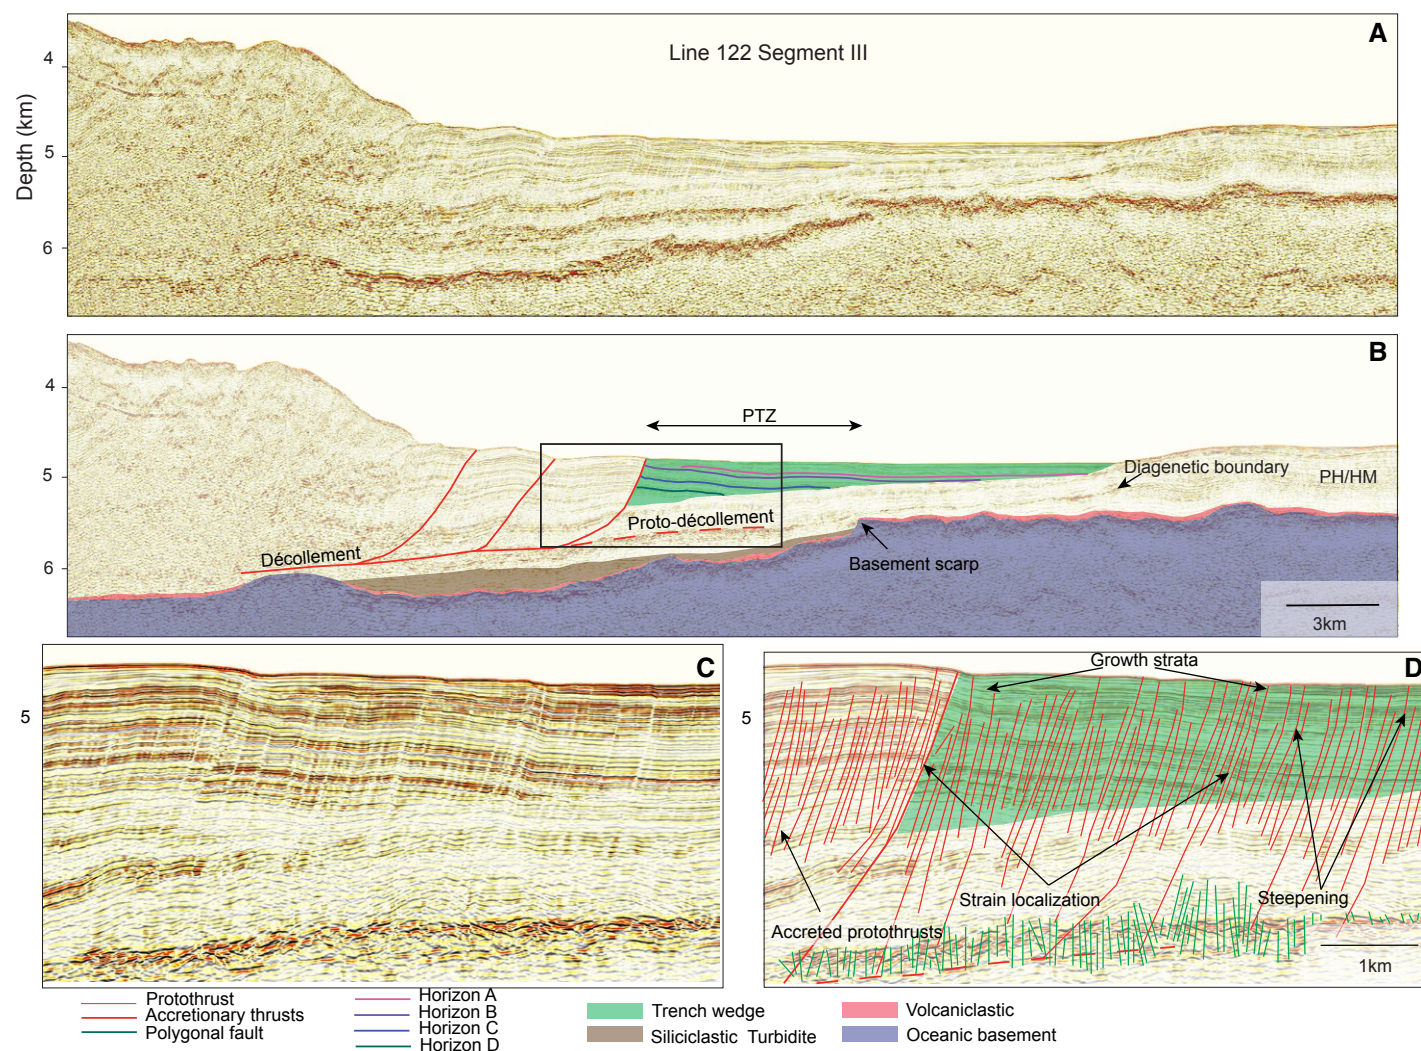 A
Line 122 Segment III
Depth (km)
4
5
6
B
4
5
6
PTZ
Diagenetic boundary
PH/HM
Proto-décollement
Décollement
Basement scarp
3km
C
5
D
5
Growth strata
Strain localization
Steepening
Accreted protothrusts
1km
Protothrust
Accretionary thrusts
Polygonal fault
Horizon A
Horizon B
Horizon C
Horizon D
Trench wedge
Siliciclastic Turbidite
Volcaniclastic
Oceanic basement